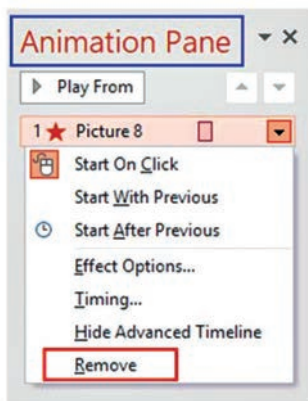 Animation Pane
Play From
1 Picture 8
Start On Click
Start With Previous
Start After Previous
Effect Options...
Timing...
Hide Advanced Timeline
Remove